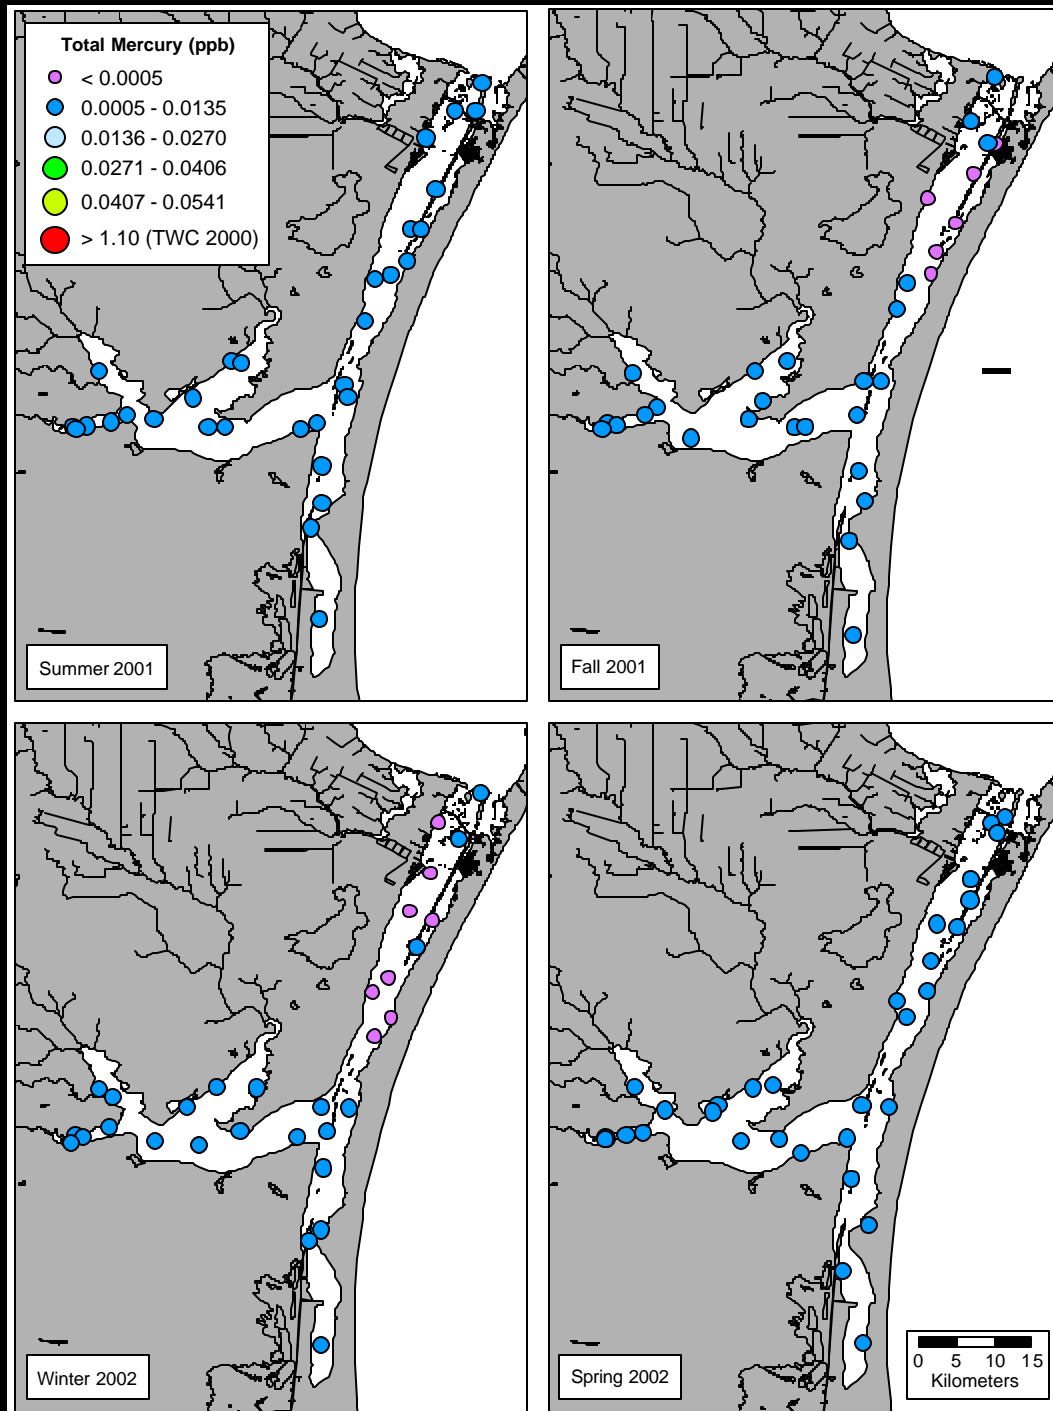 Total Mercury (ppb)
< 0.0005
0.0005 - 0.0135
0.0136 - 0.0270
0.0271 - 0.0406
0.0407 - 0.0541
> 1.10 (TWC 2000)
Summer 2001
Fall 2001
Winter 2002
Spring 2002
0 5 10 15
Kilometers